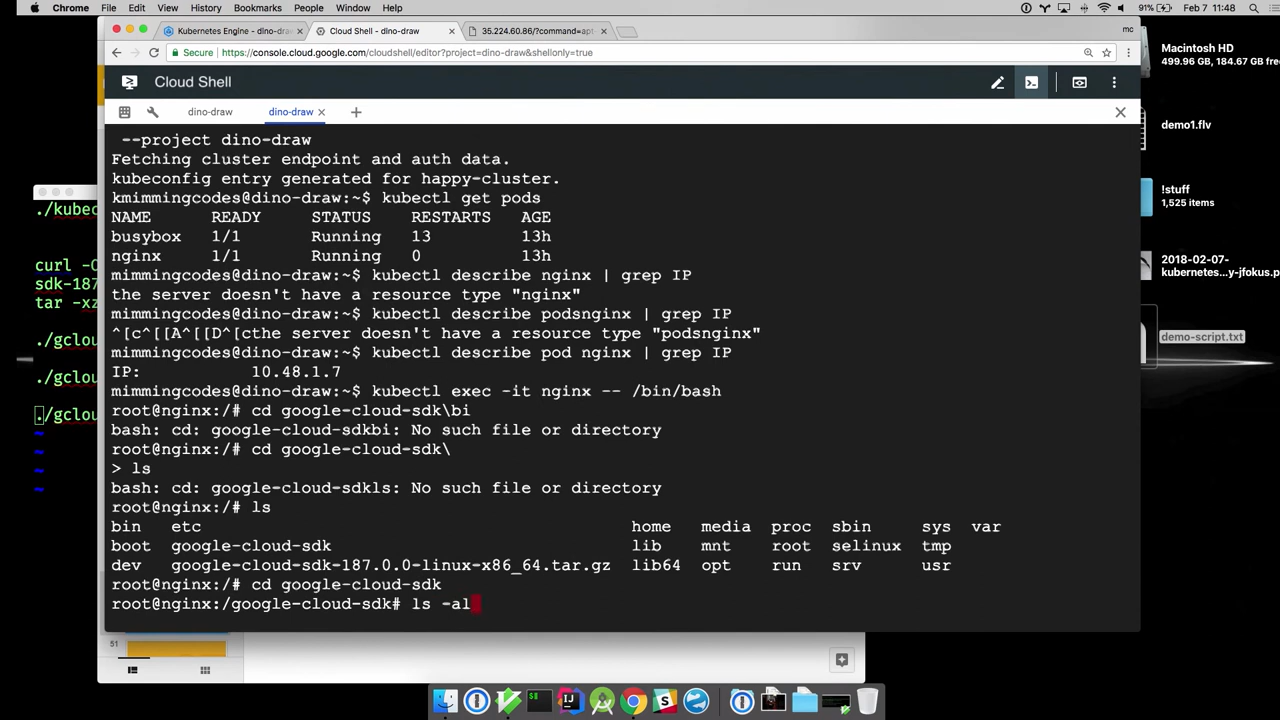 Chrome File Edit View History Bookmarks People Window Help
91% Feb 7 11:48
Kubernetes Engine - dino-draw
Cloud Shell - dino-draw
35.224.60.86/?command=apt-
mc
Secure https://console.cloud.google.com/cloudshell/editor?project=dino-draw&shellonly=true
Cloud Shell
dino-draw
dino-draw
--project dino-draw
Fetching cluster endpoint and auth data.
kubeconfig entry generated for happy-cluster.
kmimmingcodes@dino-draw:~$ kubectl get pods
NAME READY STATUS RESTARTS AGE
busybox 1/1 Running 13 13h
nginx 1/1 Running 0 13h
mimmingcodes@dino-draw:~$ kubectl describe nginx | grep IP
the server doesn't have a resource type "nginx"
mimmingcodes@dino-draw:~$ kubectl describe podsnginx | grep IP
^[c^[[A^[[D^[cthe server doesn't have a resource type "podsnginx"
mimmingcodes@dino-draw:~$ kubectl describe pod nginx | grep IP
IP: 10.48.1.7
mimmingcodes@dino-draw:~$ kubectl exec -it nginx -- /bin/bash
root@nginx:/# cd google-cloud-sdk\bi
bash: cd: google-cloud-sdkbi: No such file or directory
root@nginx:/# cd google-cloud-sdk\
> ls
bash: cd: google-cloud-sdkls: No such file or directory
root@nginx:/# ls
bin etc home media proc sbin sys var
boot google-cloud-sdk lib mnt root selinux tmp
dev google-cloud-sdk-187.0.0-linux-x86_64.tar.gz lib64 opt run srv usr
root@nginx:/# cd google-cloud-sdk
root@nginx:/google-cloud-sdk# ls -al
./kubec
curl -O
sdk-187
tar -xz
./gclou
./gclou
./gclou
~
~
~
~
51
Macintosh HD
499.96 GB, 184.67 GB free
demo1.flv
!stuff
1,525 items
2018-02-07-
kubernetes...y-jfokus.pro
demo-script.txt